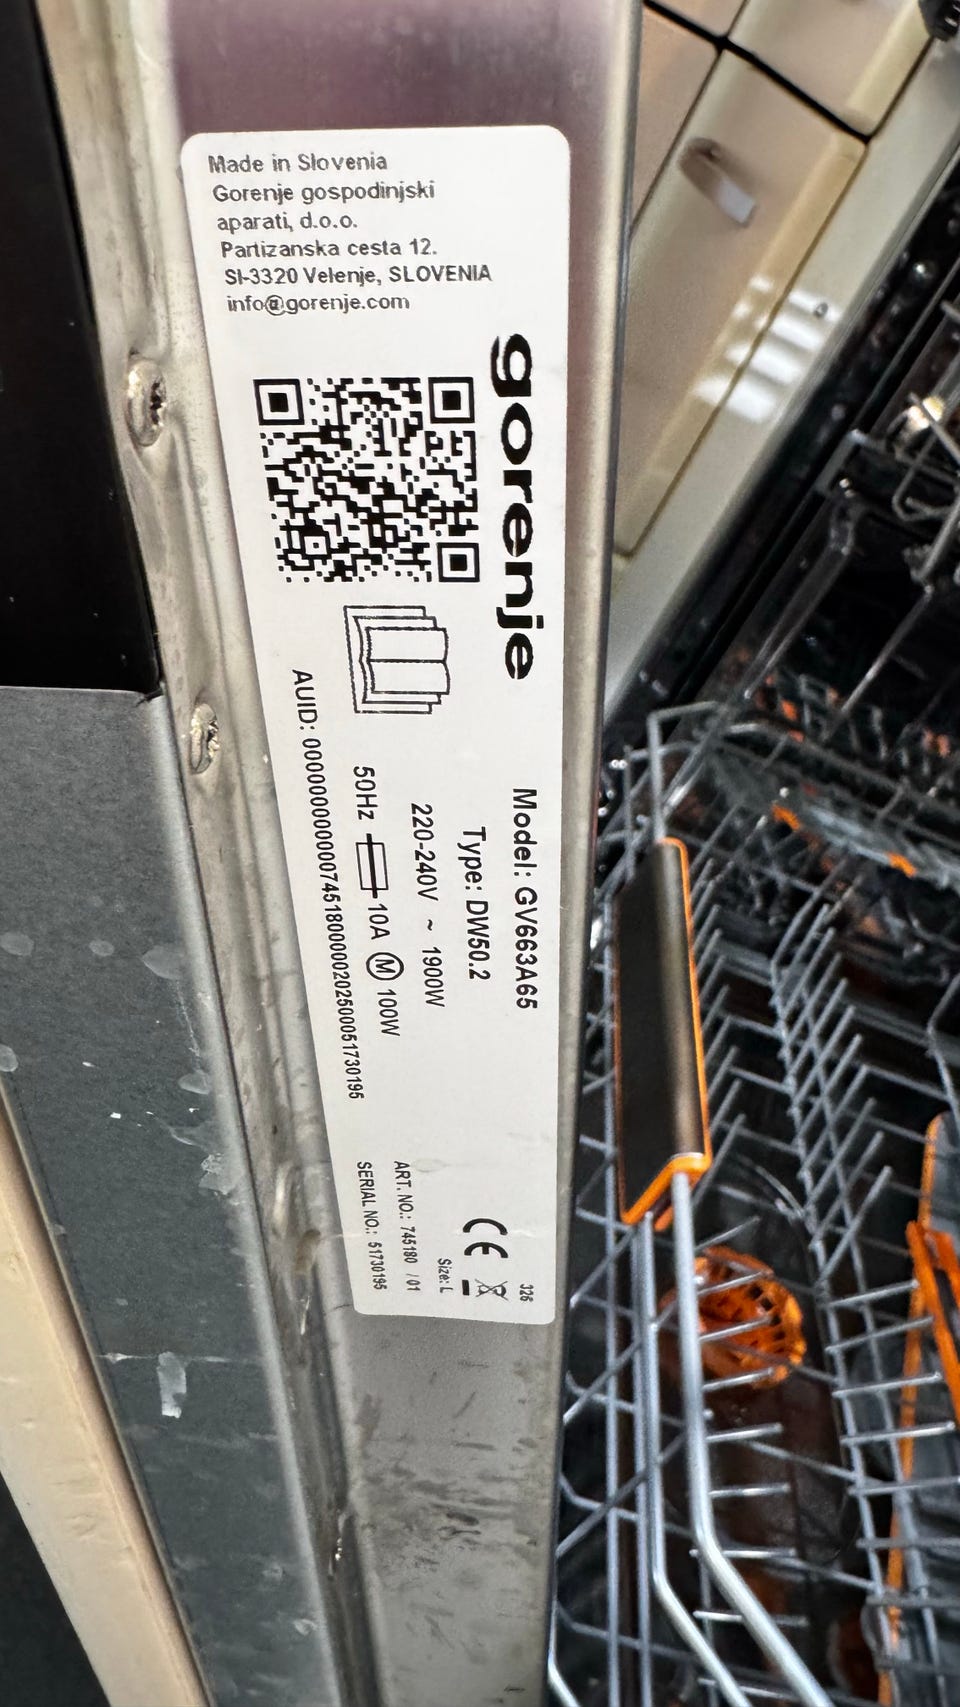 Made in Slovenia
Gorenje gospodinjski
aparati, d.o.o.
Partizanska cesta 12.
SI-3320 Velenje, SLOVENIA
info@gorenje.com
gorenje
Model: GV663A65
Type: DW50.2
220-240V ~ 1900W
50Hz 10A M 100W
AUID: 000000000007451800000202500051730195
326
CE
Size: L
ART. NO.: 745180 / 01
SERIAL NO.: 51730195